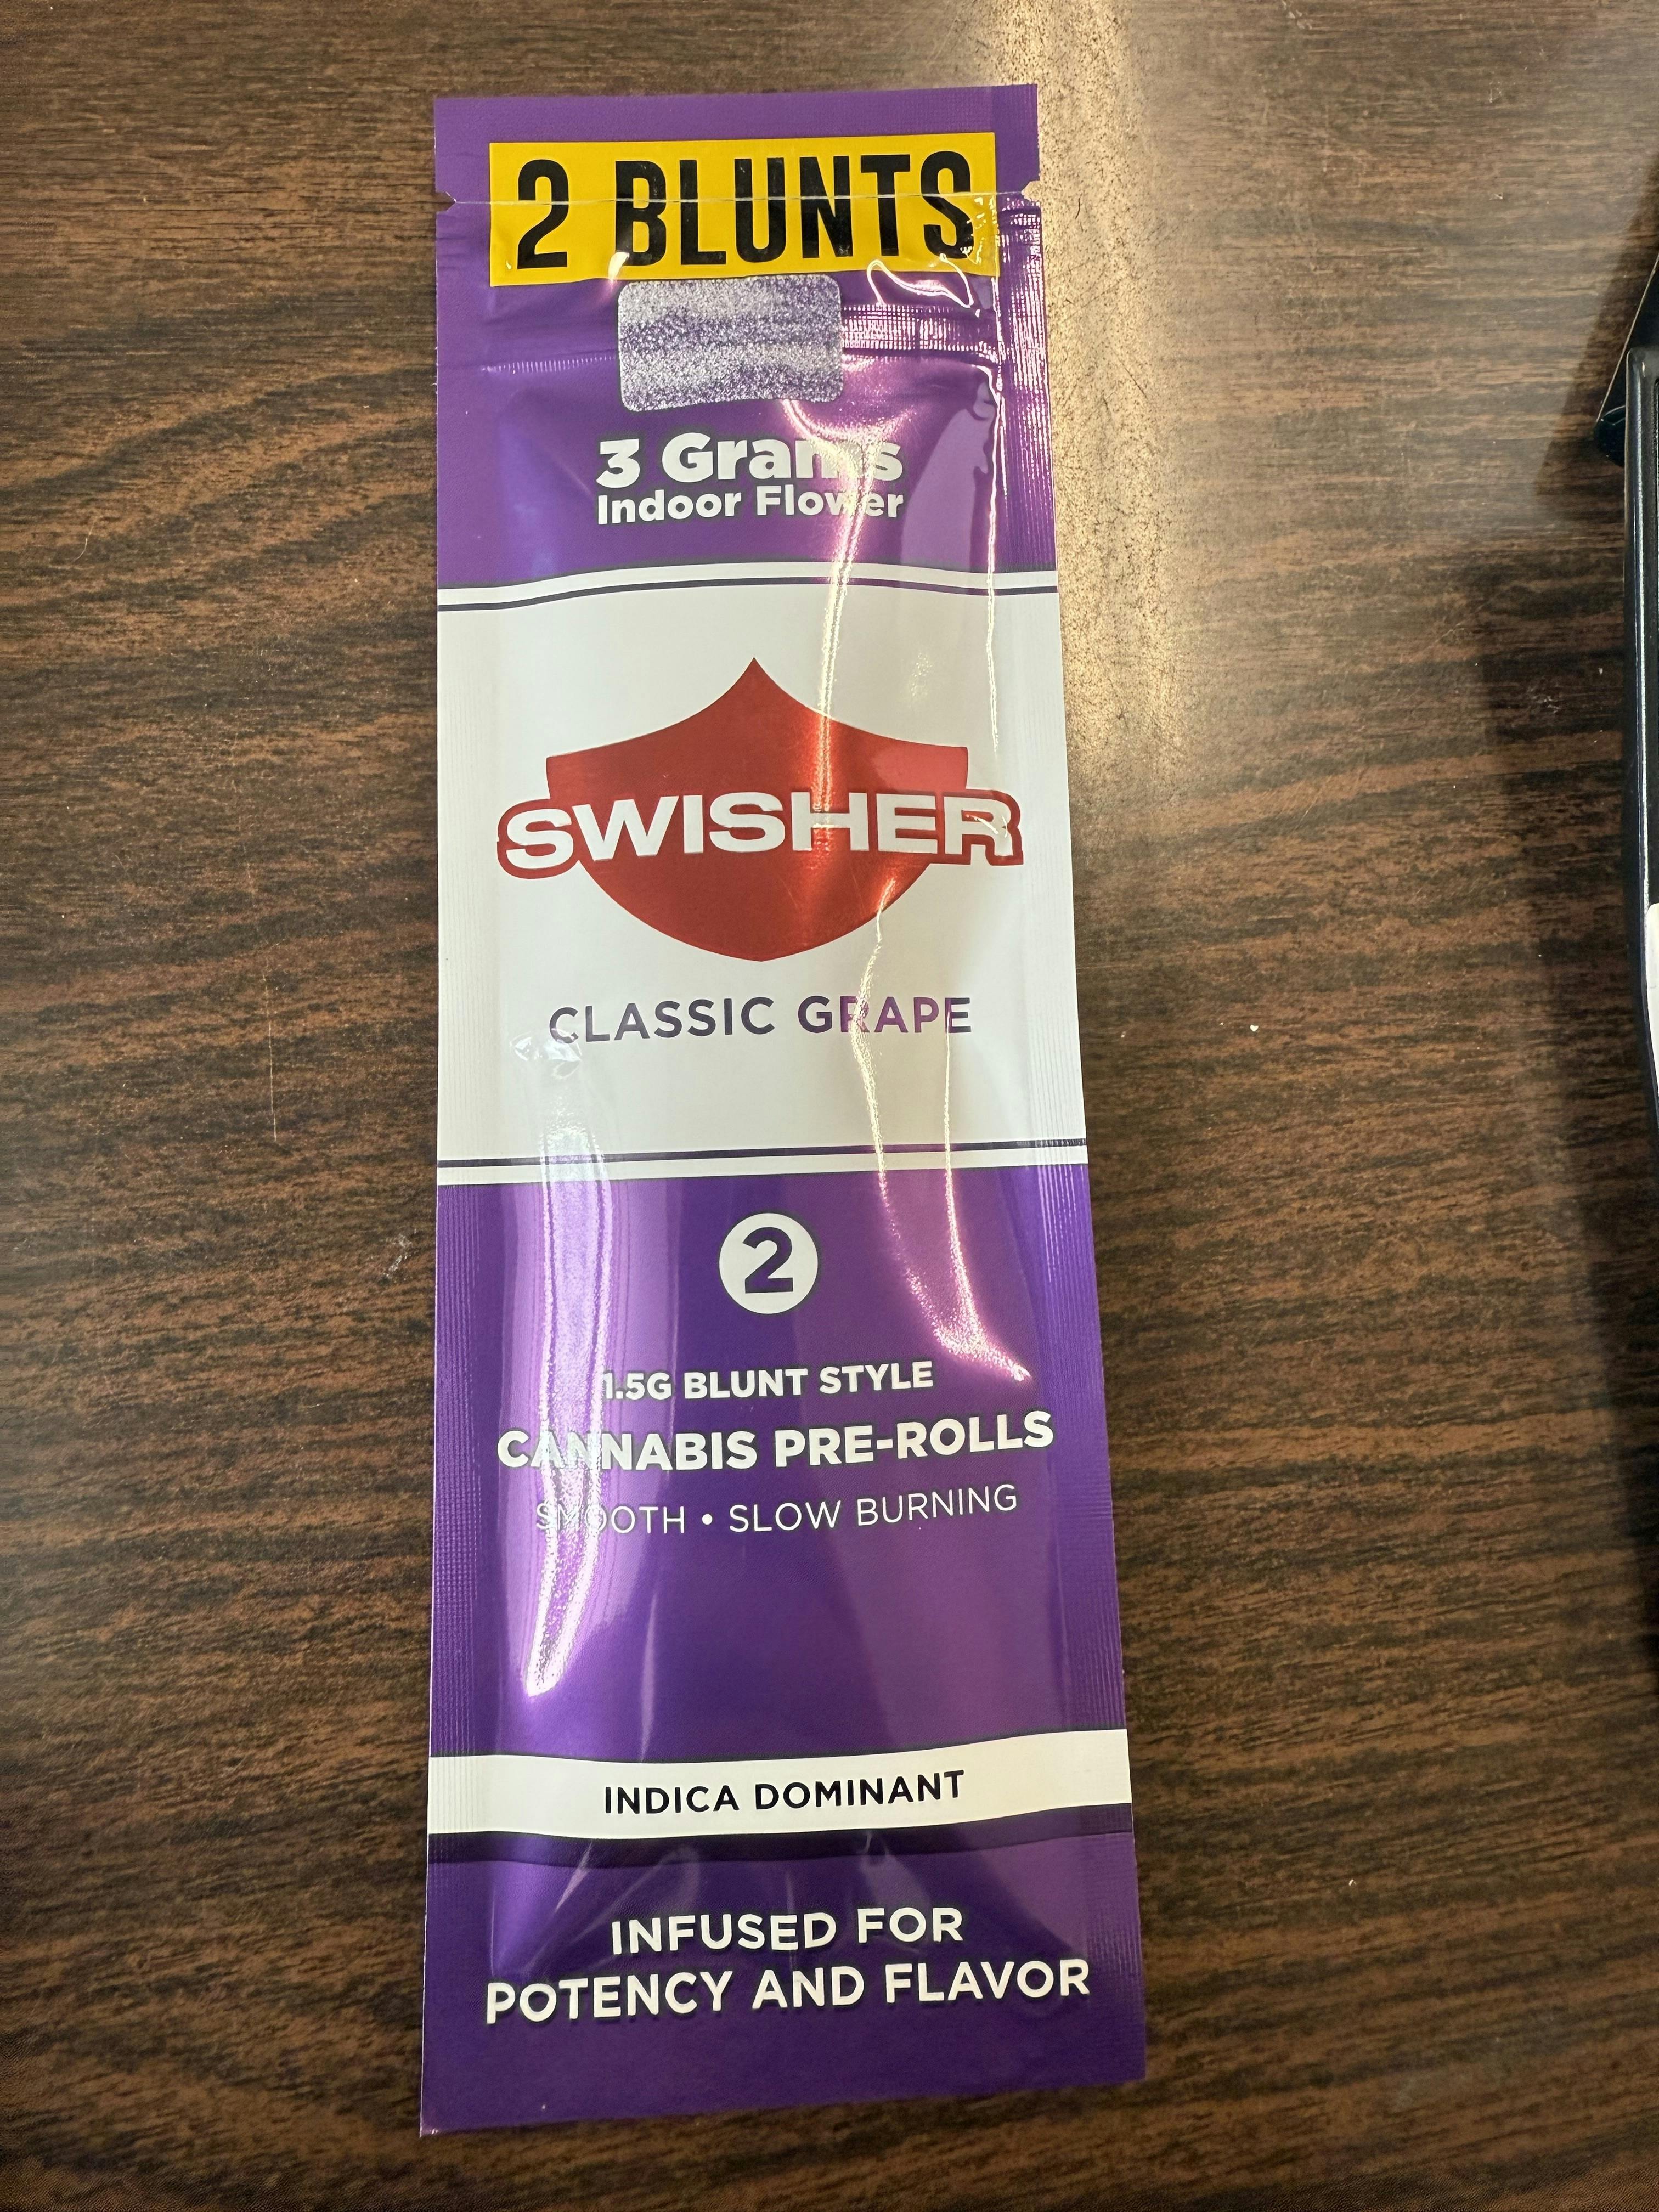 2 BLUNTS
3 Grams
Indoor Flower
SWISHER
CLASSIC GRAPE
2
1.5G BLUNT STYLE
CANNABIS PRE-ROLLS
SMOOTH • SLOW BURNING
INDICA DOMINANT
INFUSED FOR
POTENCY AND FLAVOR